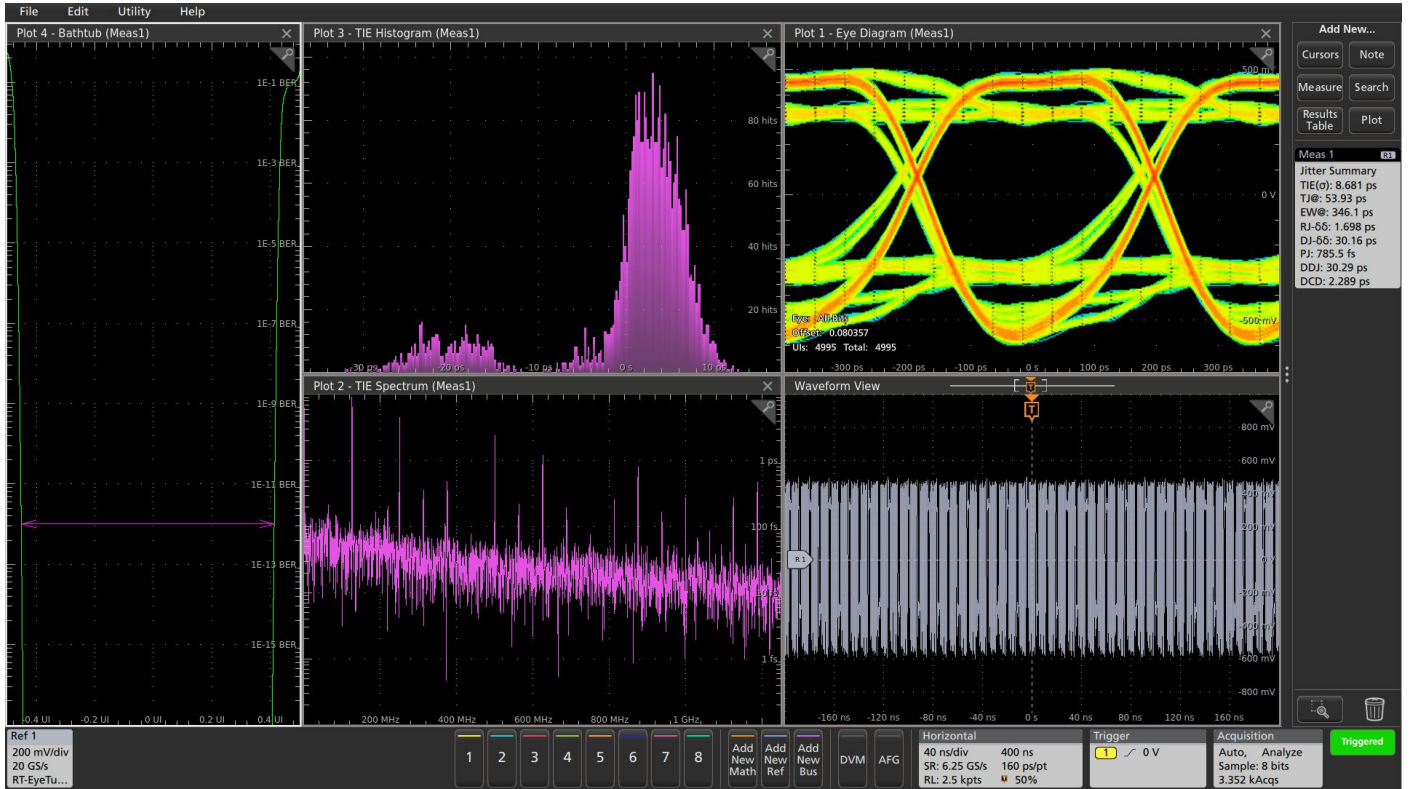 File Edit Utility Help
Plot 4 - Bathtub (Meas1)
1E-1 BER
1E-3 BER
1E-5 BER
1E-7 BER
1E-9 BER
1E-11 BER
1E-13 BER
1E-15 BER
-0.4 UI -0.2 UI 0 UI 0.2 UI 0.4 UI
Plot 3 - TIE Histogram (Meas1)
80 hits
60 hits
40 hits
20 hits
-30 ps -20 ps -10 ps 0 s 10 ps
Plot 1 - Eye Diagram (Meas1)
500 mV
0 V
-500 mV
Eye: All Bits
Offset: 0.080357
UIs: 4995 Total: 4995
-300 ps -200 ps -100 ps 0 s 100 ps 200 ps 300 ps
Plot 2 - TIE Spectrum (Meas1)
1 ps
100 fs
10 fs
1 fs
200 MHz 400 MHz 600 MHz 800 MHz 1 GHz
Waveform View
T
T
800 mV
600 mV
400 mV
200 mV
0 V
-200 mV
-400 mV
-600 mV
-800 mV
R 1
-160 ns -120 ns -80 ns -40 ns 0 s 40 ns 80 ns 120 ns 160 ns
Add New...
Cursors Note
Measure Search
Results Table Plot
Meas 1 R1
Jitter Summary
TIE(σ): 8.681 ps
TJ@: 53.93 ps
EW@: 346.1 ps
RJ-δδ: 1.698 ps
DJ-δδ: 30.16 ps
PJ: 785.5 fs
DDJ: 30.29 ps
DCD: 2.289 ps
Ref 1
200 mV/div
20 GS/s
RT-EyeTu...
1 2 3 4 5 6 7 8
Add New Math
Add New Ref
Add New Bus
DVM AFG
Horizontal
40 ns/div 400 ns
SR: 6.25 GS/s 160 ps/pt
RL: 2.5 kpts 50%
Trigger
1 0 V
Acquisition
Auto, Analyze
Sample: 8 bits
3.352 kAcqs
Triggered